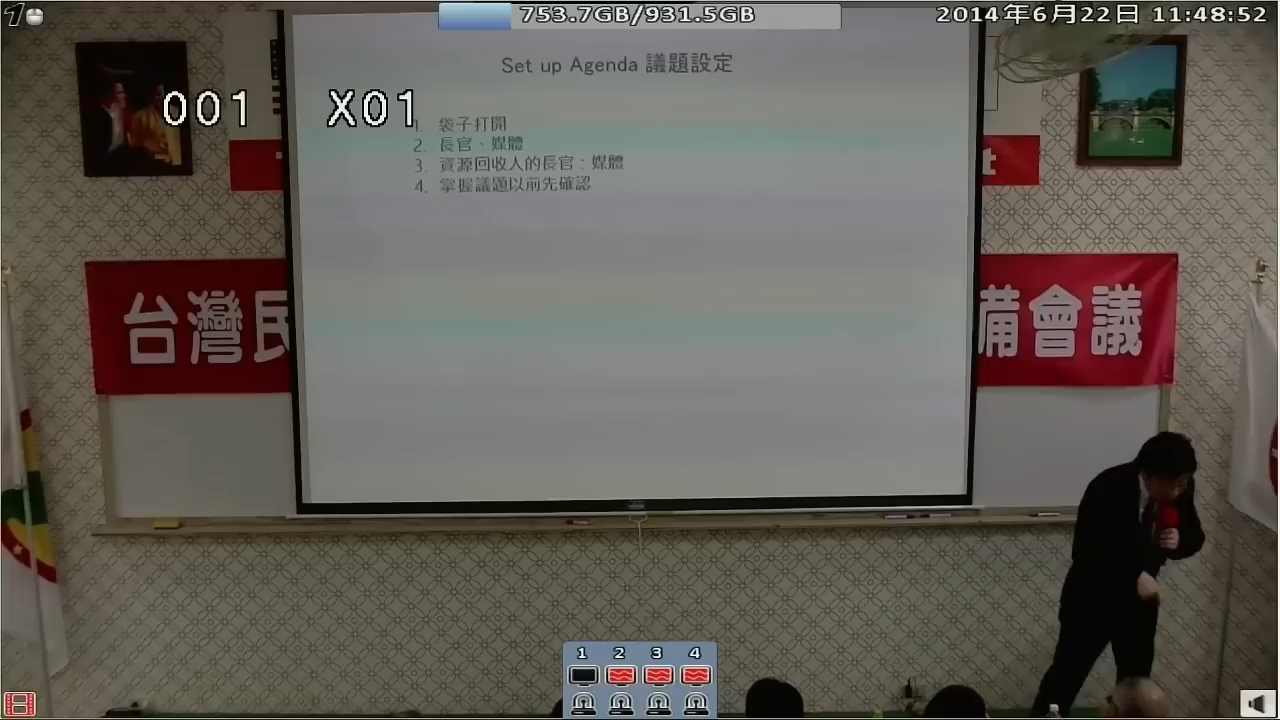 753.7GB/931.5GB
2014年6月22日 11:48:52
Set up Agenda 議題設定
001 X01
1. 袋子打開
2. 長官、媒體
3. 資源回收人的長官：媒體
4. 掌握議題以前先確認
t
台灣民
備會議
1 2 3 4